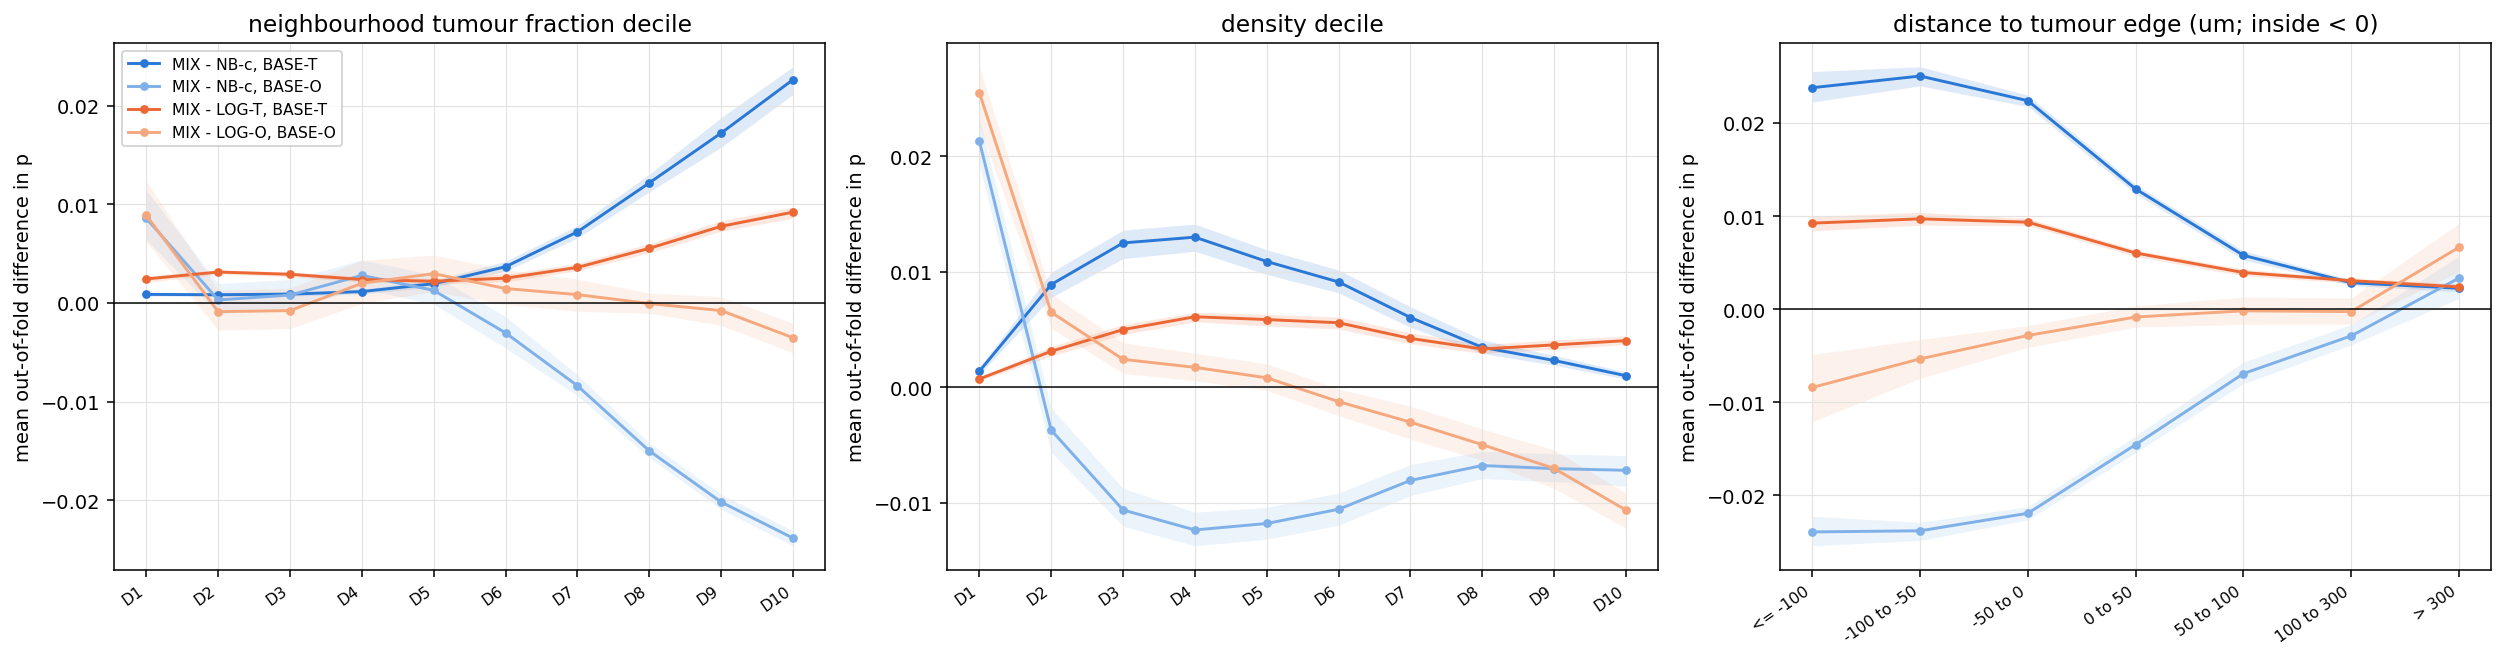 neighbourhood tumour fraction decile
mean out-of-fold difference in p
0.02
0.01
0.00
−0.01
−0.02
MIX - NB-c, BASE-T
MIX - NB-c, BASE-O
MIX - LOG-T, BASE-T
MIX - LOG-O, BASE-O
D1 D2 D3 D4 D5 D6 D7 D8 D9 D10
density decile
mean out-of-fold difference in p
0.02
0.01
0.00
−0.01
D1 D2 D3 D4 D5 D6 D7 D8 D9 D10
distance to tumour edge (um; inside < 0)
mean out-of-fold difference in p
0.02
0.01
0.00
−0.01
−0.02
<= -100 -100 to -50 -50 to 0 0 to 50 50 to 100 100 to 300 > 300